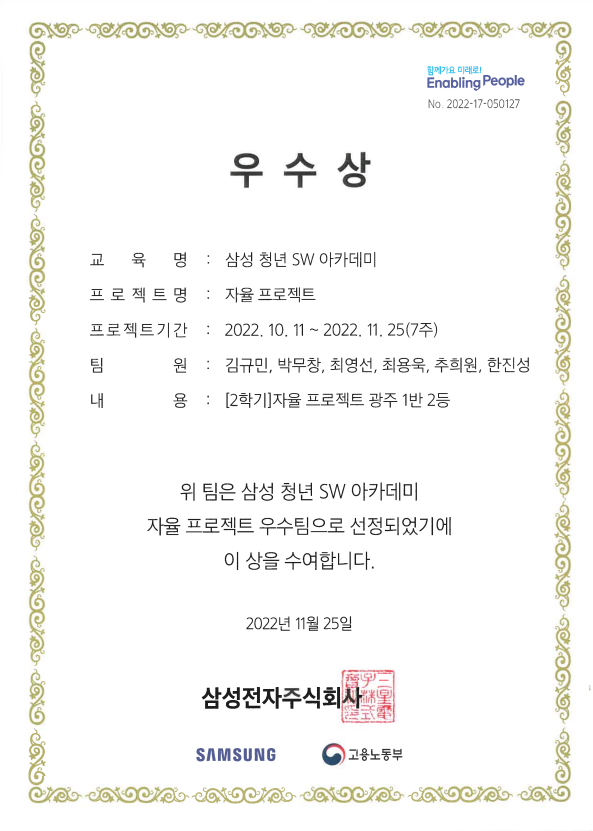 함께가요 미래로!
Enabling People
No. 2022-17-050127
우 수 상
교 육 명 : 삼성 청년 SW 아카데미
프 로 젝 트 명 : 자율 프로젝트
프로젝트기간 : 2022. 10. 11 ~ 2022. 11. 25(7주)
팀 원 : 김규민, 박무창, 최영선, 최용욱, 추희원, 한진성
내 용 : [2학기]자율 프로젝트 광주 1반 2등
위 팀은 삼성 청년 SW 아카데미
자율 프로젝트 우수팀으로 선정되었기에
이 상을 수여합니다.
2022년 11월 25일
삼성전자주식회사
SAMSUNG 고용노동부